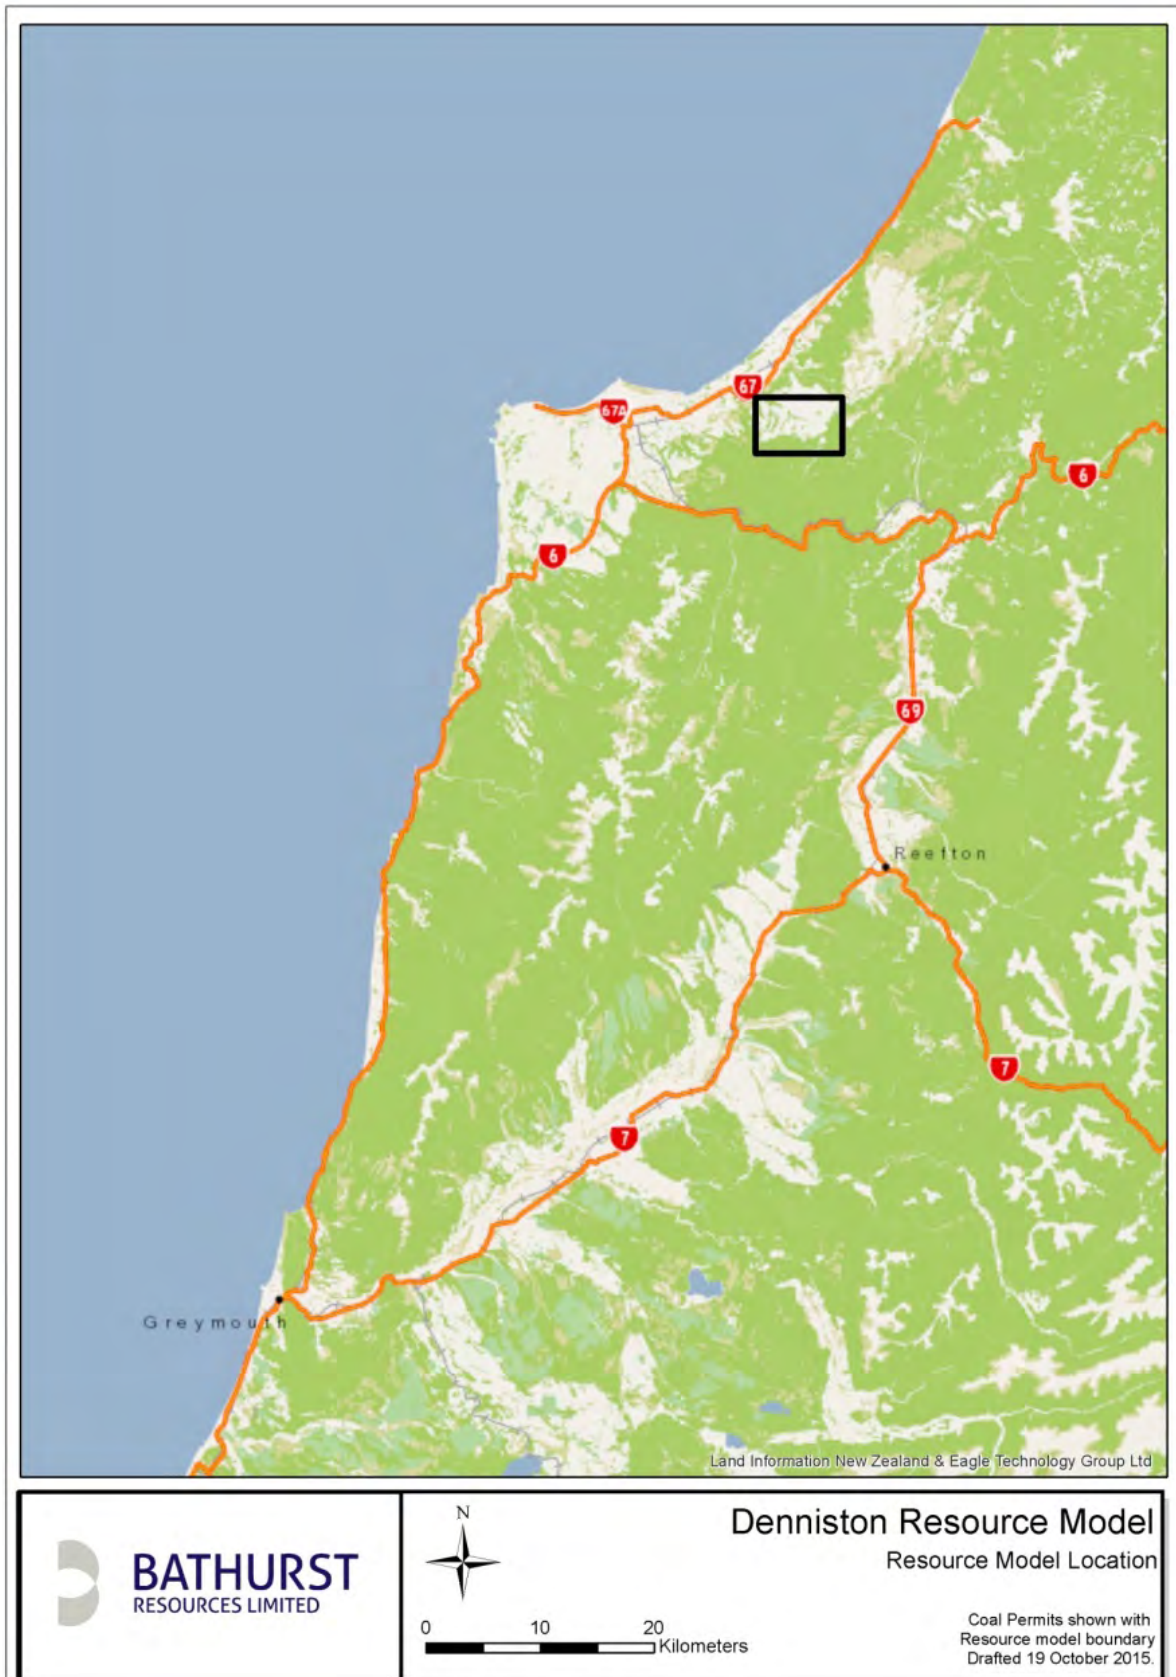 67
67A
6
6
69
Reefton
7
7
Greymouth
Land Information New Zealand & Eagle Technology Group Ltd
BATHURST
RESOURCES LIMITED
N
0 10 20
Kilometers
Denniston Resource Model
Resource Model Location
Coal Permits shown with
Resource model boundary
Drafted 19 October 2015.